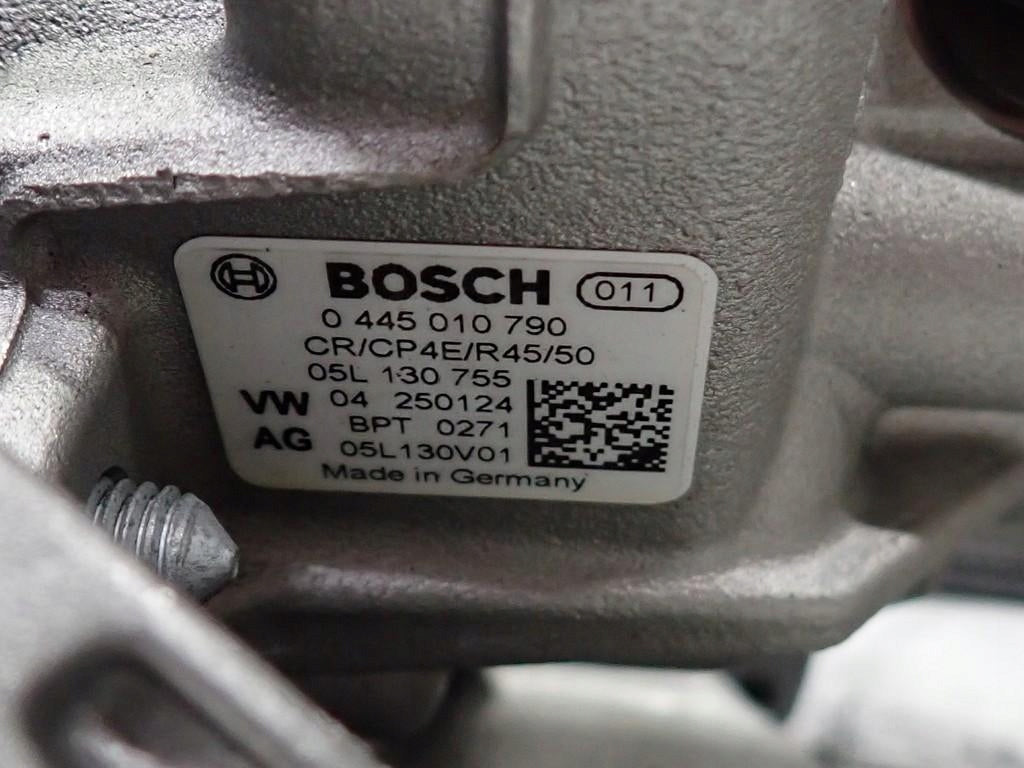 BOSCH 011
0 445 010 790
CR/CP4E/R45/50
05L 130 755
VW 04 250124
BPT 0271
AG 05L130V01
Made in Germany